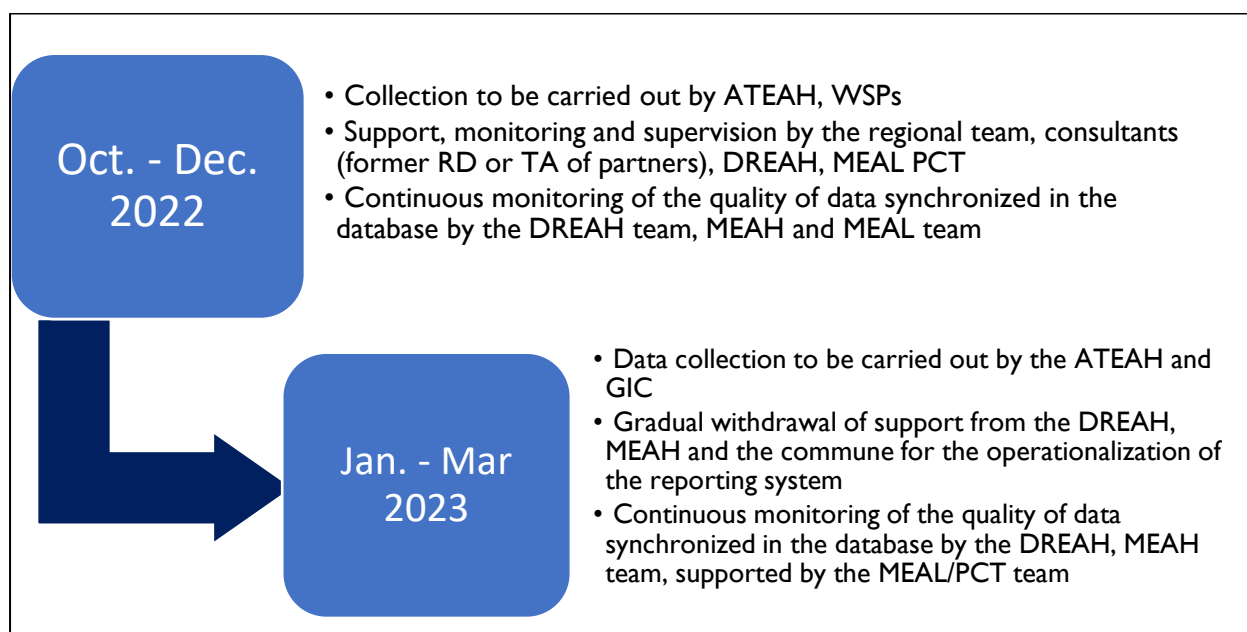 Oct. - Dec.
2022
• Collection to be carried out by ATEAH, WSPs
• Support, monitoring and supervision by the regional team, consultants
(former RD or TA of partners), DREAH, MEAL PCT
• Continuous monitoring of the quality of data synchronized in the
database by the DREAH team, MEAH and MEAL team
Jan. - Mar
2023
• Data collection to be carried out by the ATEAH and
GIC
• Gradual withdrawal of support from the DREAH,
MEAH and the commune for the operationalization of
the reporting system
• Continuous monitoring of the quality of data
synchronized in the database by the DREAH, MEAH
team, supported by the MEAL/PCT team